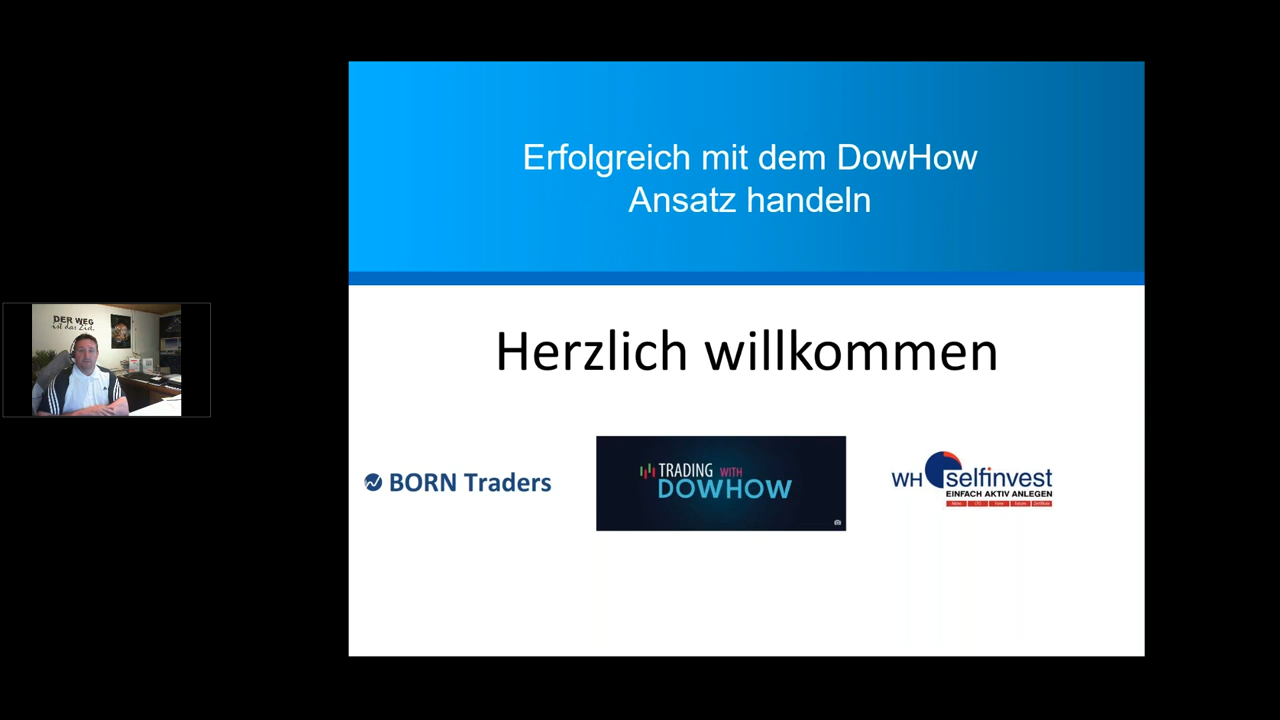 Erfolgreich mit dem DowHow
Ansatz handeln
Herzlich willkommen
DER WEG
ist das Ziel.
BORN Traders
TRADING WITH
DOWHOW
WH selfinvest
EINFACH AKTIV ANLEGEN